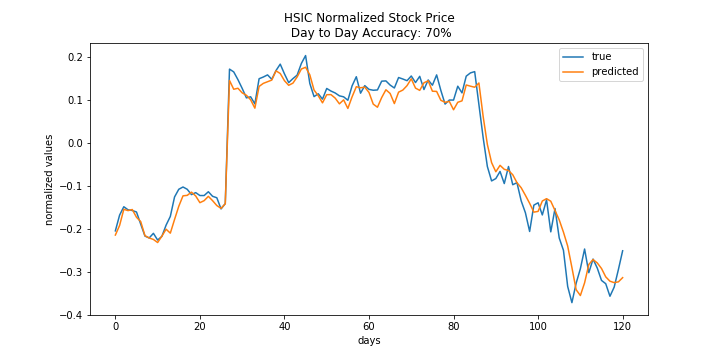 HSIC Normalized Stock Price
Day to Day Accuracy: 70%
true
predicted
normalized values
0.2
0.1
0.0
−0.1
−0.2
−0.3
−0.4
0 20 40 60 80 100 120
days